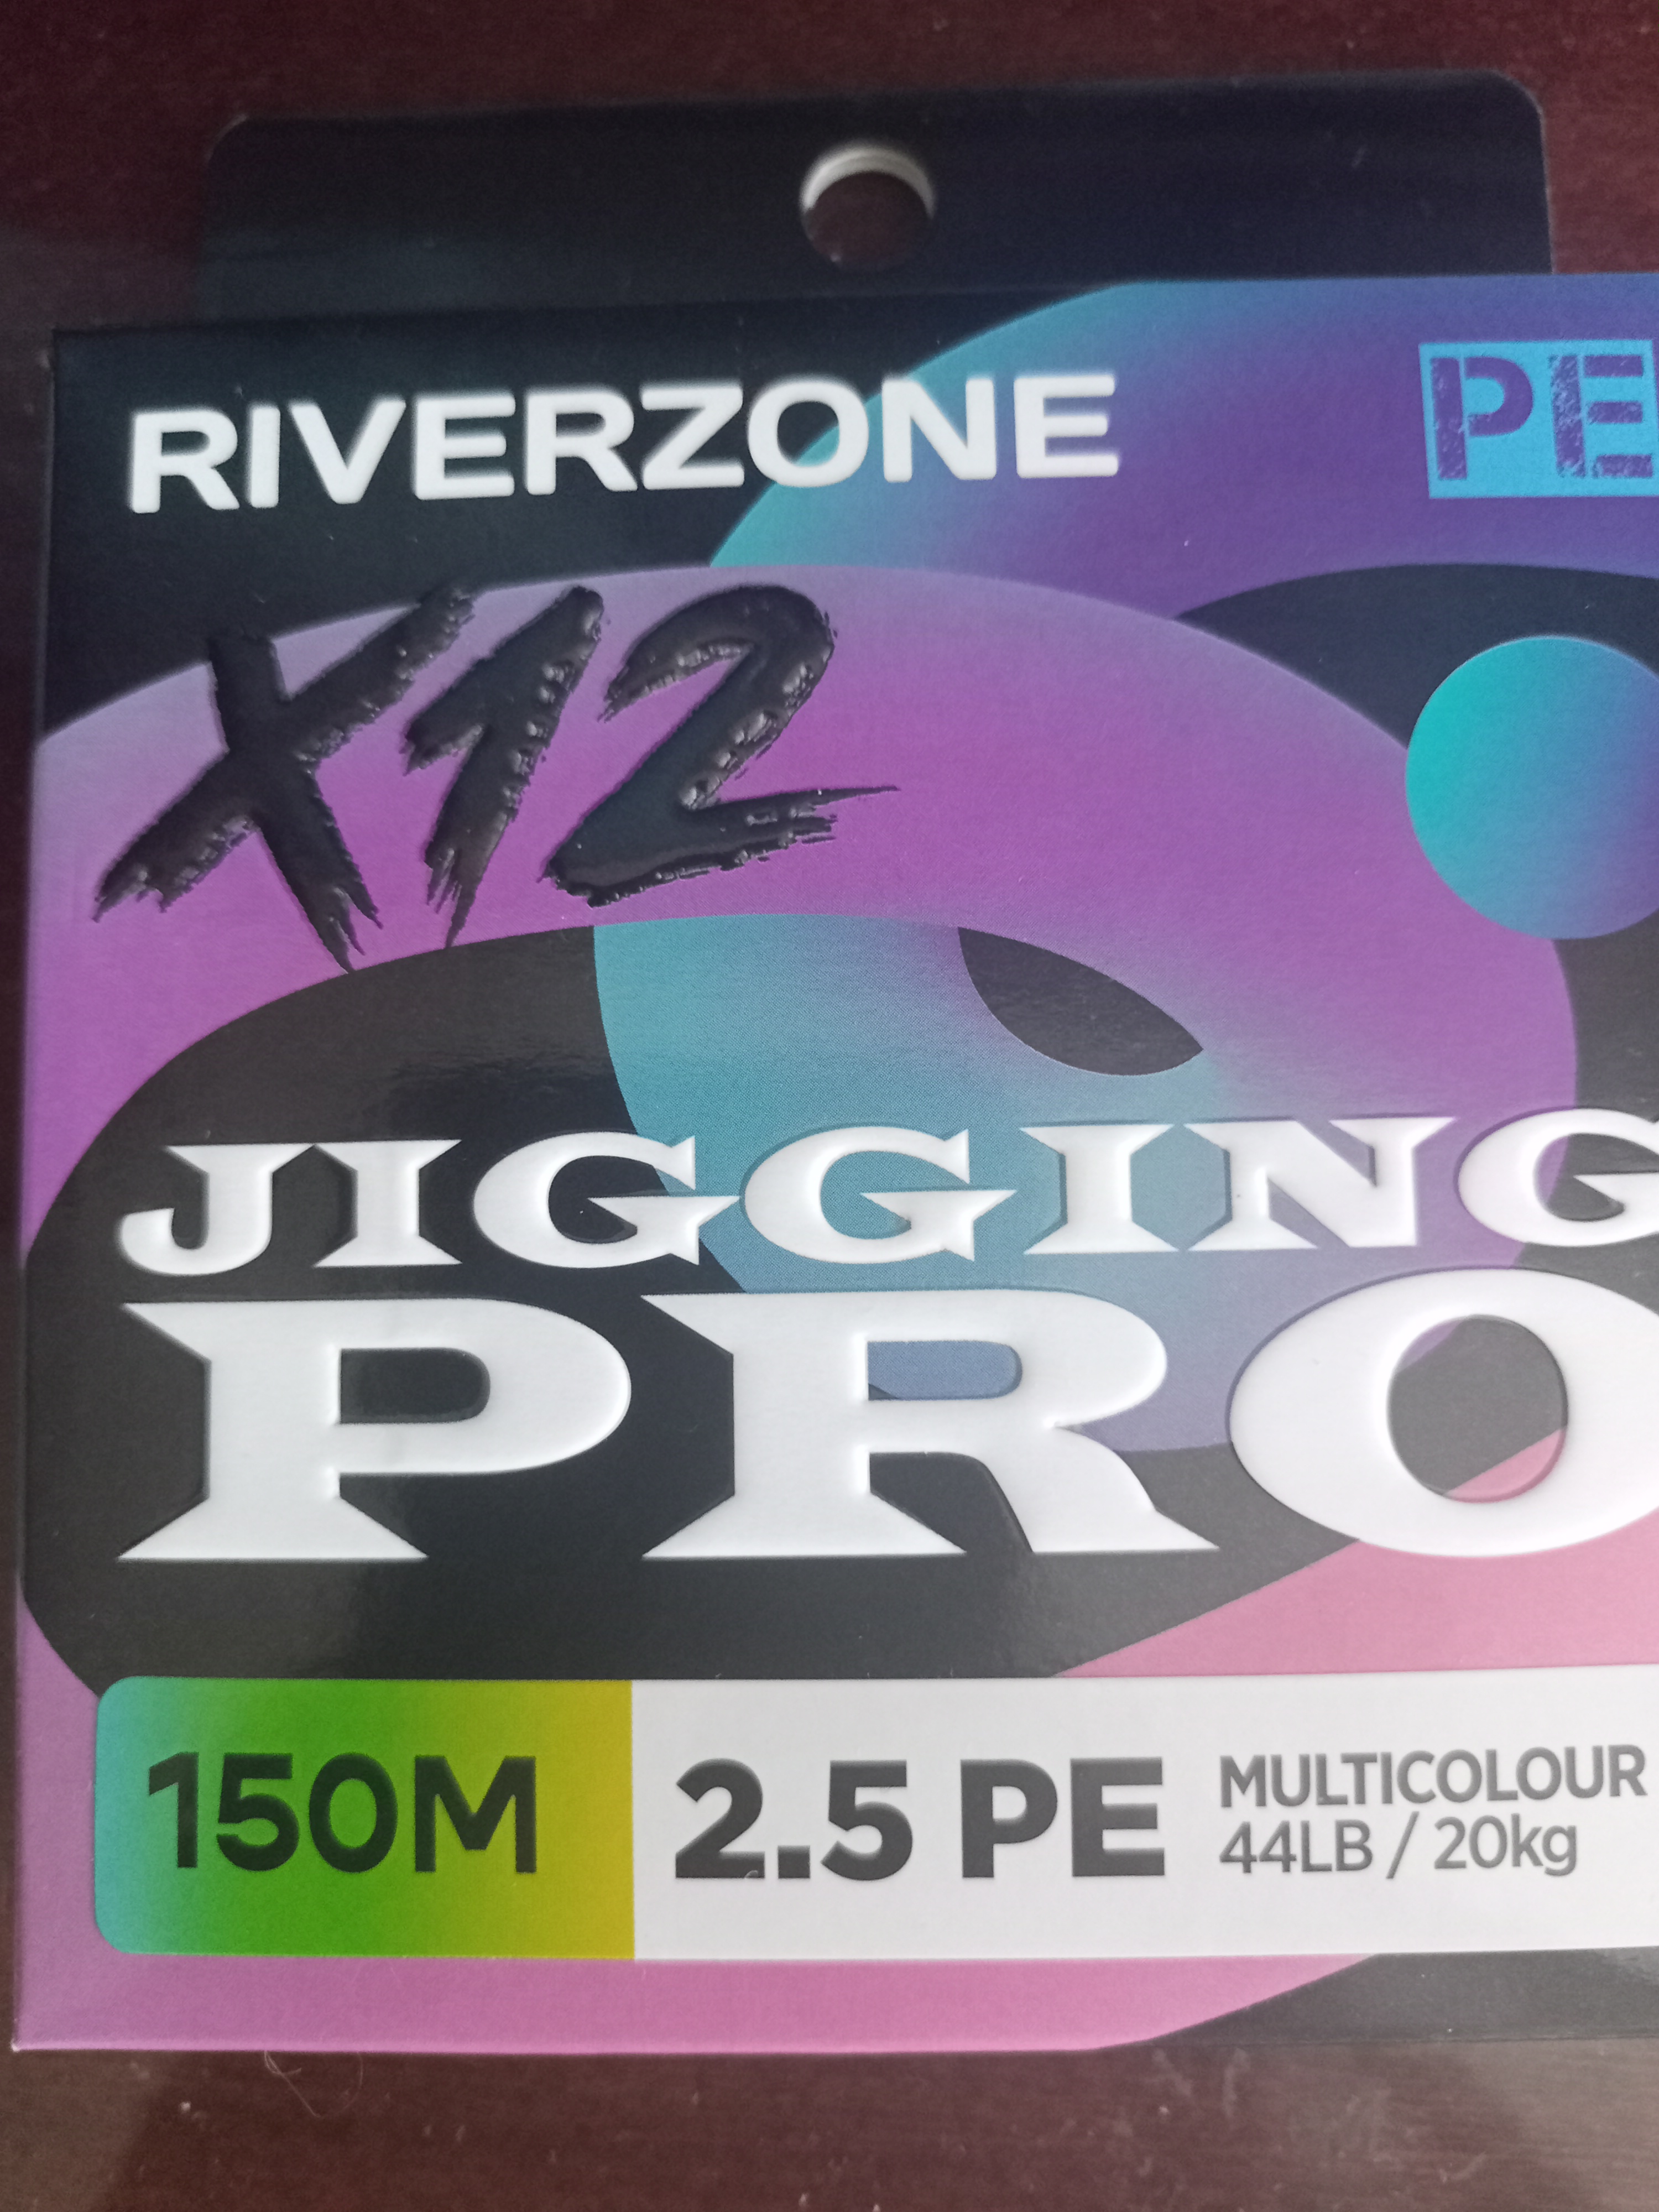 RIVERZONE
PE
X12
JIGGING
PRO
150M
2.5 PE
MULTICOLOUR
44LB / 20kg